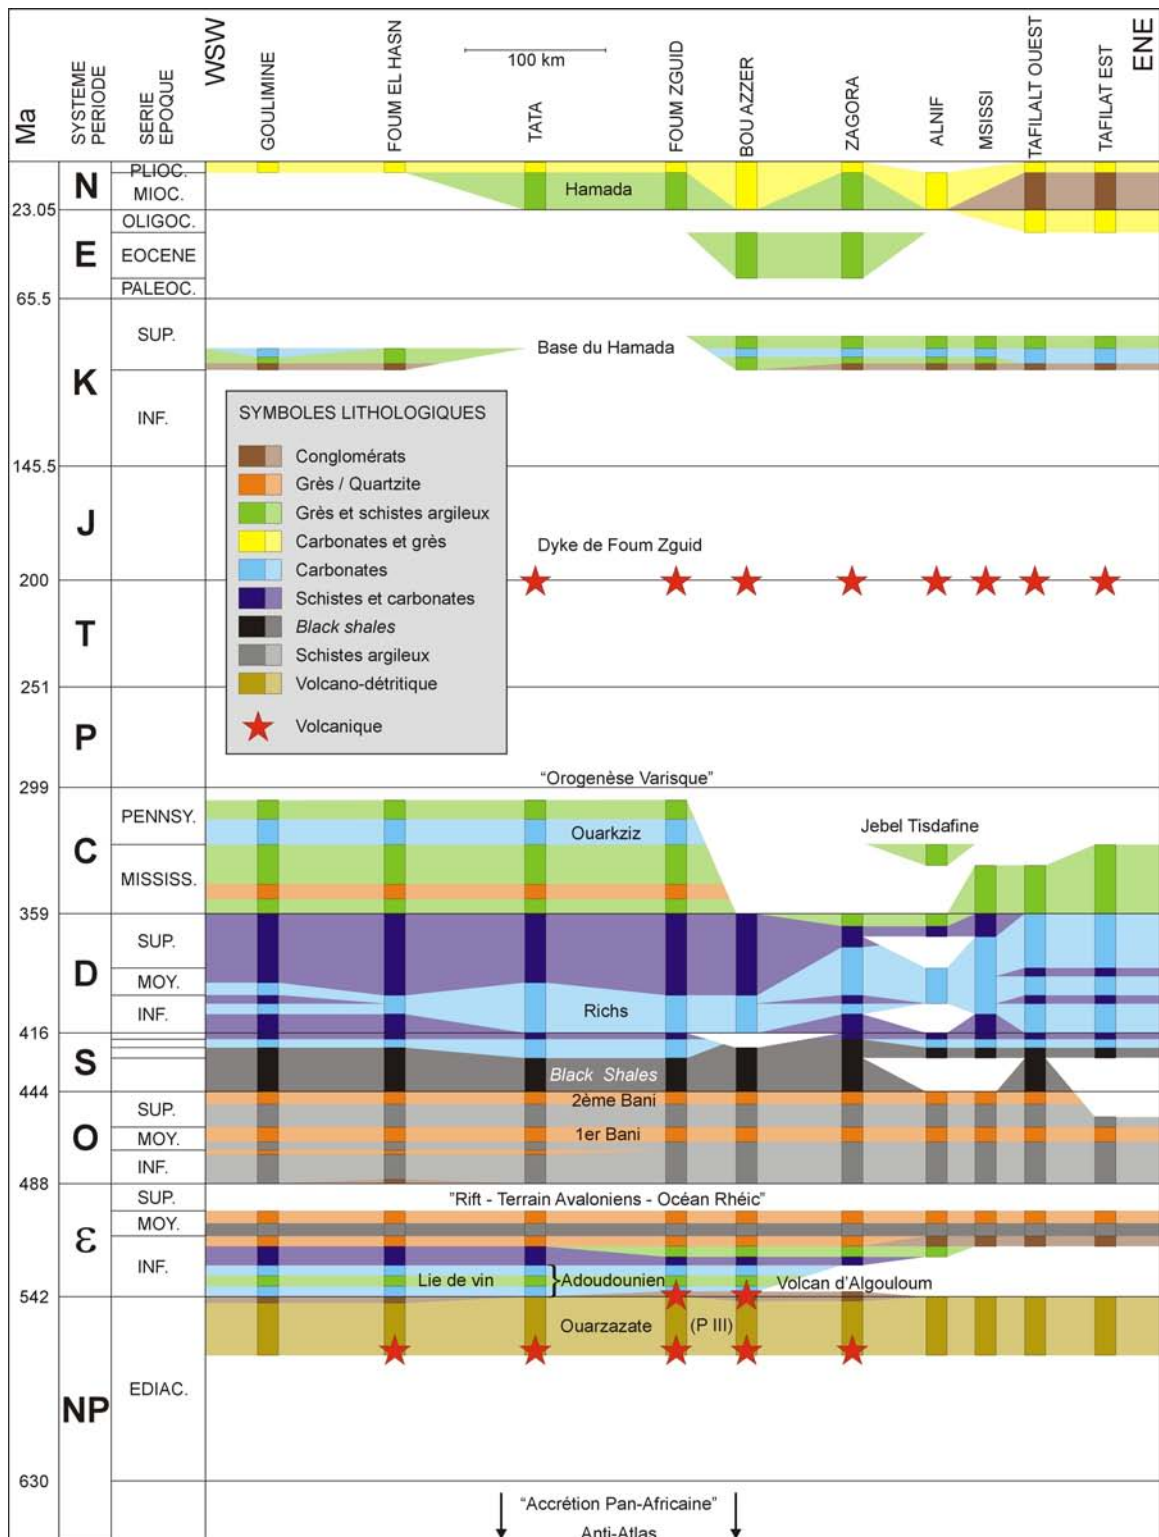 WSW
ENE
100 km
Ma
SYSTEME
PERIODE
SERIE
EPOQUE
GOULIMINE
FOUM EL HASN
TATA
FOUM ZGUID
BOU AZZER
ZAGORA
ALNIF
MSISSI
TAFILALT OUEST
TAFILAT EST
N
PLIOC.
MIOC.
Hamada
23.05
OLIGOC.
E
EOCENE
PALEOC.
65.5
SUP.
Base du Hamada
K
INF.
145.5
J
Dyke de Foum Zguid
200
T
251
P
SYMBOLES LITHOLOGIQUES
Conglomérats
Grès / Quartzite
Grès et schistes argileux
Carbonates et grès
Carbonates
Schistes et carbonates
Black shales
Schistes argileux
Volcano-détritique
Volcanique
"Orogenèse Varisque"
299
PENNSY.
Ouarkziz
Jebel Tisdafine
C
MISSISS.
359
SUP.
D
MOY.
INF.
Richs
416
S
Black Shales
444
2ème Bani
SUP.
O
MOY.
1er Bani
INF.
488
SUP.
"Rift - Terrain Avaloniens - Océan Rhéic"
MOY.
Ɛ
INF.
Lie de vin
} Adoudounien
Volcan d'Algouloum
542
Ouarzazate
(P III)
EDIAC.
NP
630
"Accrétion Pan-Africaine"
Anti-Atlas